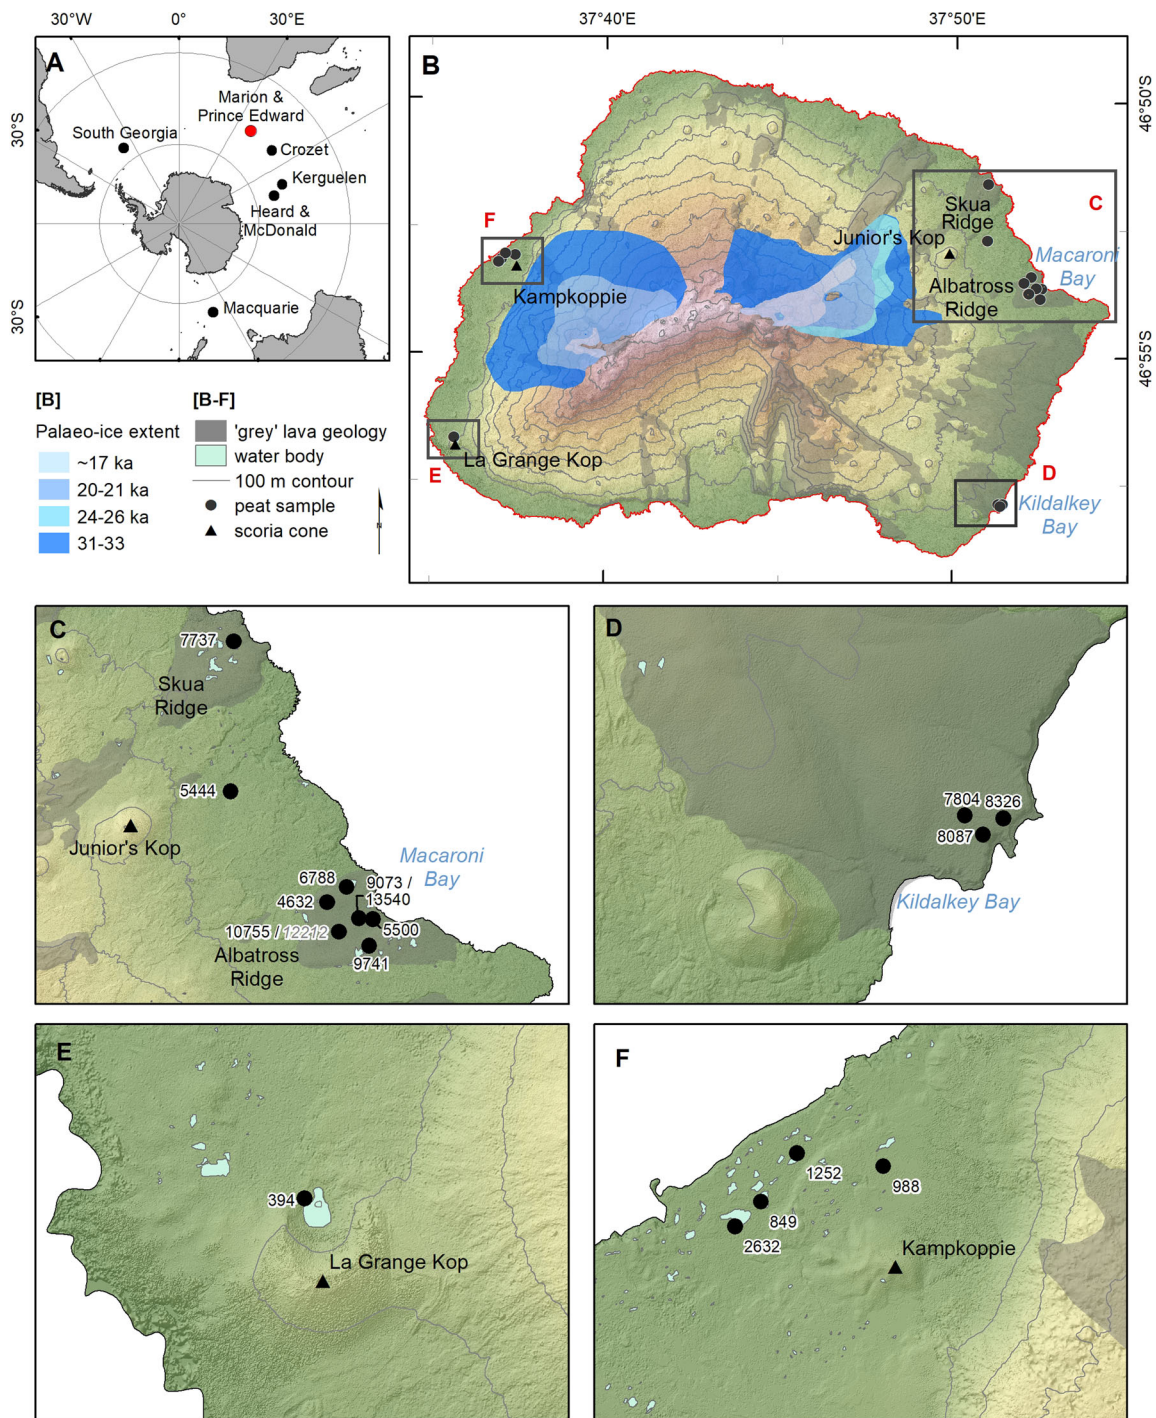 30°W
0°
30°E
37°40'E
37°50'E
A
Marion &
Prince Edward
30°S
South Georgia
Crozet
Kerguelen
Heard &
McDonald
Macquarie
30°S
B
46°50'S
C
Skua
Ridge
F
Junior's Kop
Macaroni
Bay
Kampkoppie
Albatross
Ridge
46°55'S
La Grange Kop
E
D
Kildalkey
Bay
[B]
Palaeo-ice extent
~17 ka
20-21 ka
24-26 ka
31-33
[B-F]
'grey' lava geology
water body
100 m contour
peat sample
scoria cone
N
C
7737
Skua
Ridge
5444
Junior's Kop
Macaroni
Bay
6788
9073 /
13540
4632
10755 / 12212
5500
Albatross
Ridge
9741
D
7804
8326
8087
Kildalkey Bay
E
394
La Grange Kop
F
1252
988
849
2632
Kampkoppie